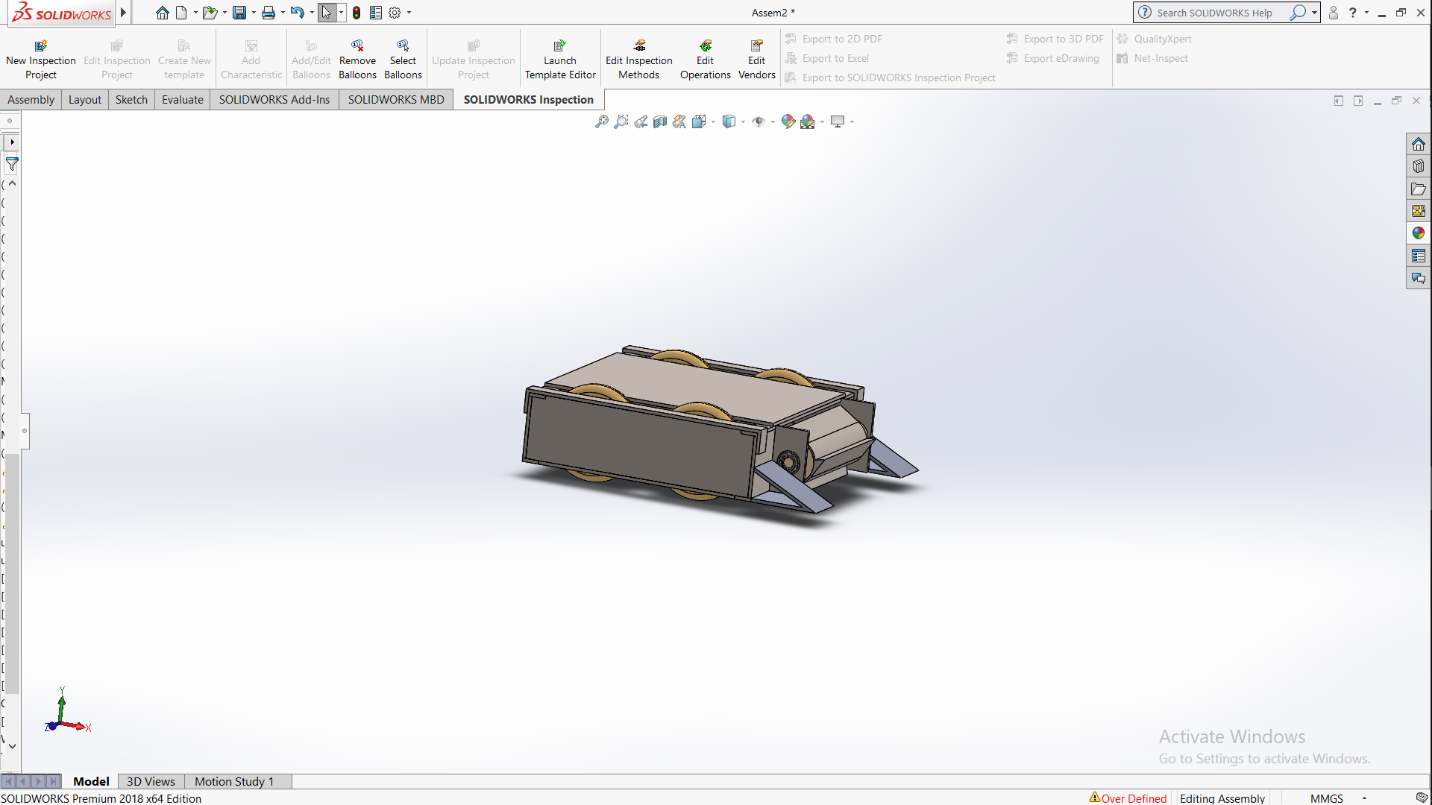 SOLIDWORKS
Assem2 *
Search SOLIDWORKS Help
?
New Inspection Project
Edit Inspection Project
Create New template
Add Characteristic
Add/Edit Balloons
Remove Balloons
Select Balloons
Update Inspection Project
Launch Template Editor
Edit Inspection Methods
Edit Operations
Edit Vendors
Export to 2D PDF
Export to Excel
Export to SOLIDWORKS Inspection Project
Export to 3D PDF
Export eDrawing
QualityXpert
Net-Inspect
Assembly
Layout
Sketch
Evaluate
SOLIDWORKS Add-Ins
SOLIDWORKS MBD
SOLIDWORKS Inspection
Y
Z
X
Activate Windows
Go to Settings to activate Windows.
Model
3D Views
Motion Study 1
SOLIDWORKS Premium 2018 x64 Edition
Over Defined
Editing Assembly
MMGS